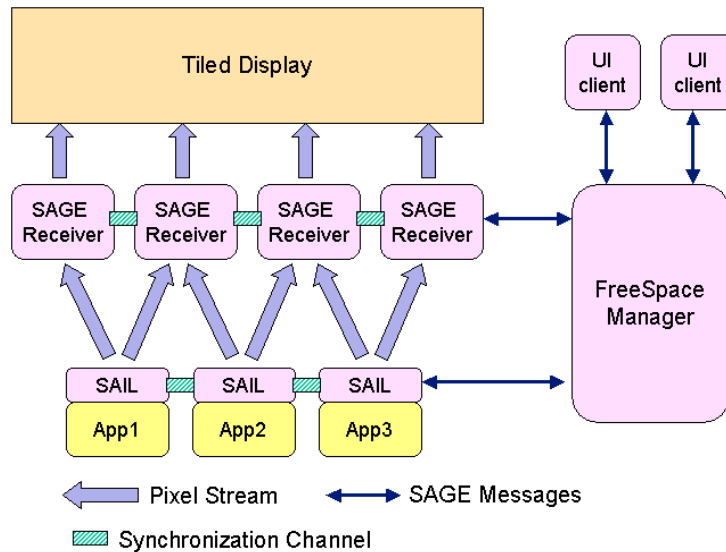 Tiled Display
UI
client
UI
client
SAGE
Receiver
SAGE
Receiver
SAGE
Receiver
SAGE
Receiver
FreeSpace
Manager
SAIL
SAIL
SAIL
App1
App2
App3
Pixel Stream
SAGE Messages
Synchronization Channel